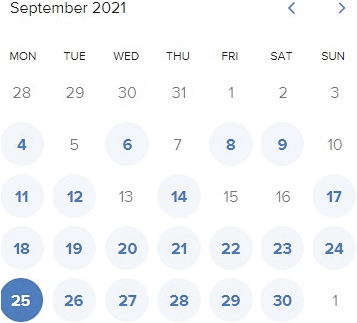 September 2021 < >
MON TUE WED THU FRI SAT SUN
28 29 30 31 1 2 3
4 5 6 7 8 9 10
11 12 13 14 15 16 17
18 19 20 21 22 23 24
25 26 27 28 29 30 1